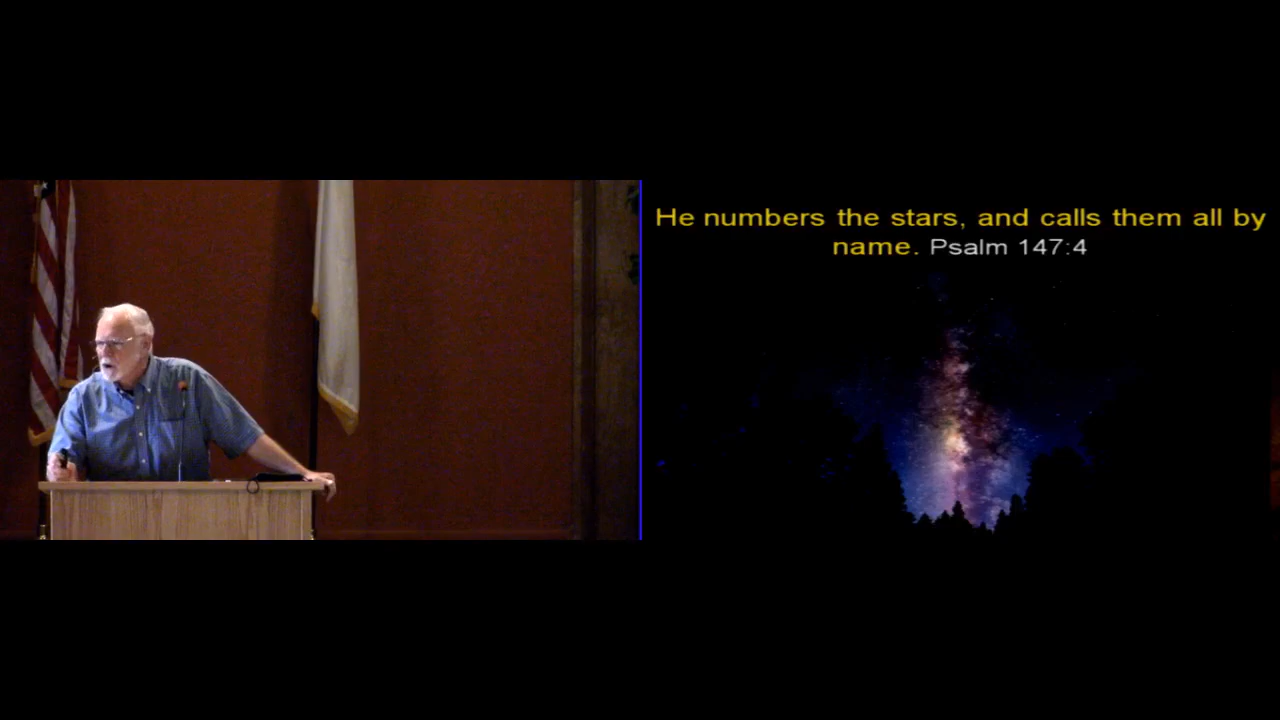 He numbers the stars, and calls them all by
name. Psalm 147:4